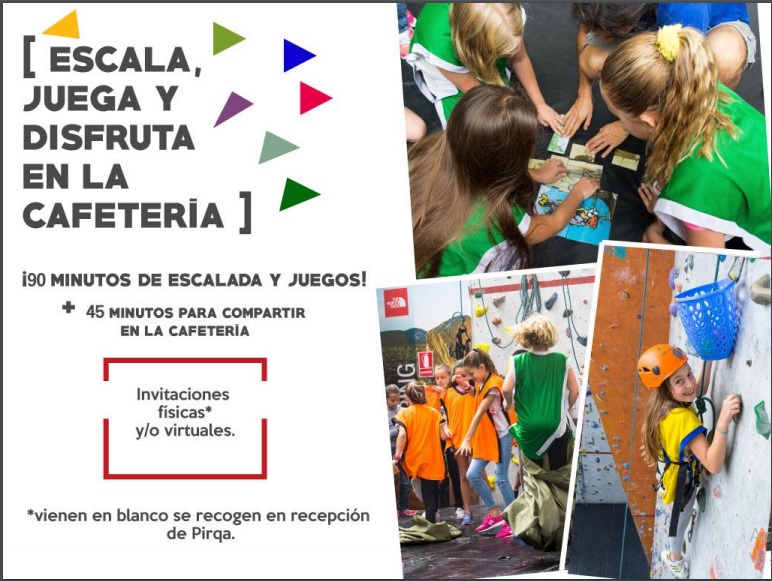 [ ESCALA,
JUEGA Y
DISFRUTA
EN LA
CAFETERÍA ]
¡90 MINUTOS DE ESCALADA Y JUEGOS!
+ 45 MINUTOS PARA COMPARTIR
EN LA CAFETERÍA
Invitaciones
físicas*
y/o virtuales.
*vienen en blanco se recogen en recepción
de Pirqa.